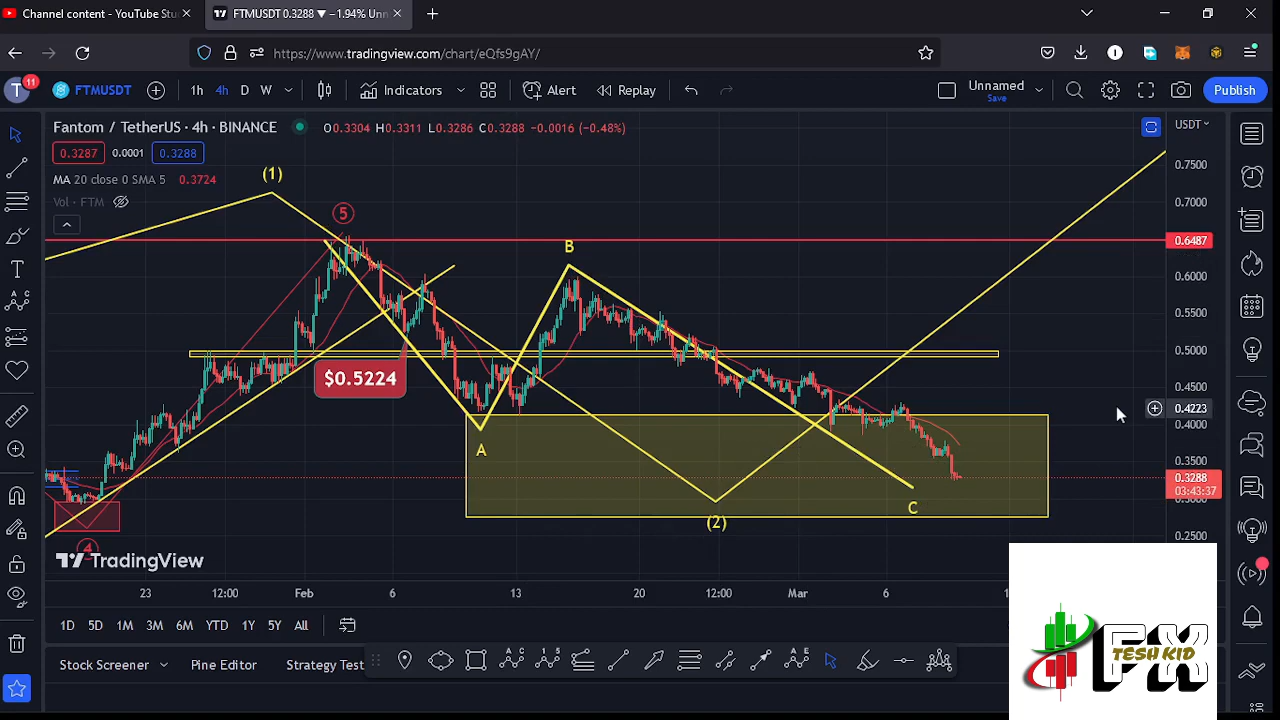 Channel content - YouTube Stu
FTMUSDT 0.3288 ▼ −1.94% Unn
https://www.tradingview.com/chart/eQfs9gAY/
T 11 FTMUSDT 1h 4h D W Indicators Alert Replay Unnamed Save Publish
Fantom / TetherUS · 4h · BINANCE O0.3304 H0.3311 L0.3286 C0.3288 −0.0016 (−0.48%)
USDT
0.3287 0.0001 0.3288
MA 20 close 0 SMA 5 0.3724
Vol · FTM
(1)
5
B
$0.5224
A
C
(2)
4
0.7500
0.7000
0.6487
0.6000
0.5500
0.5000
0.4500
0.4223
0.4000
0.3500
0.3288
03:43:37
0.2500
TradingView
23 12:00 Feb 6 13 20 12:00 Mar 6
1D 5D 1M 3M 6M YTD 1Y 5Y All
Stock Screener Pine Editor Strategy Test
FX
TESH KID